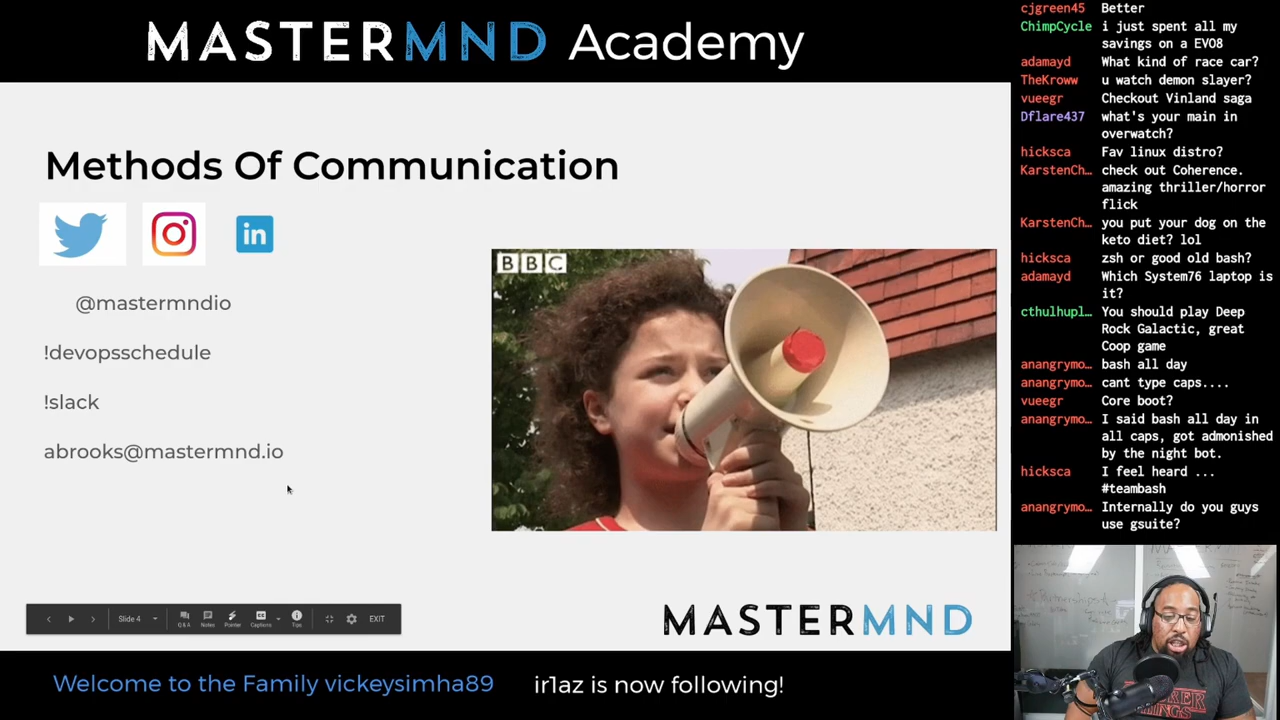 MASTERMND Academy
Methods Of Communication
in
@mastermndio
!devopsschedule
!slack
abrooks@mastermnd.io
BBC
Slide 4
Q & A
Notes
Pointer
Captions
Tips
EXIT
MASTERMND
Welcome to the Family vickeysimha89
ir1az is now following!
cjgreen45 Better
ChimpCycle i just spent all my
savings on a EVO8
adamayd What kind of race car?
TheKroww u watch demon slayer?
vueegr Checkout Vinland saga
Dflare437 what's your main in
overwatch?
hicksca Fav linux distro?
KarstenCh… check out Coherence.
amazing thriller/horror
flick
KarstenCh… you put your dog on the
keto diet? lol
hicksca zsh or good old bash?
adamayd Which System76 laptop is
it?
cthulhupl… You should play Deep
Rock Galactic, great
Coop game
anangrymo… bash all day
anangrymo… cant type caps....
vueegr Core boot?
anangrymo… I said bash all day in
all caps, got admonished
by the night bot.
hicksca I feel heard ...
#teambash
anangrymo… Internally do you guys
use gsuite?